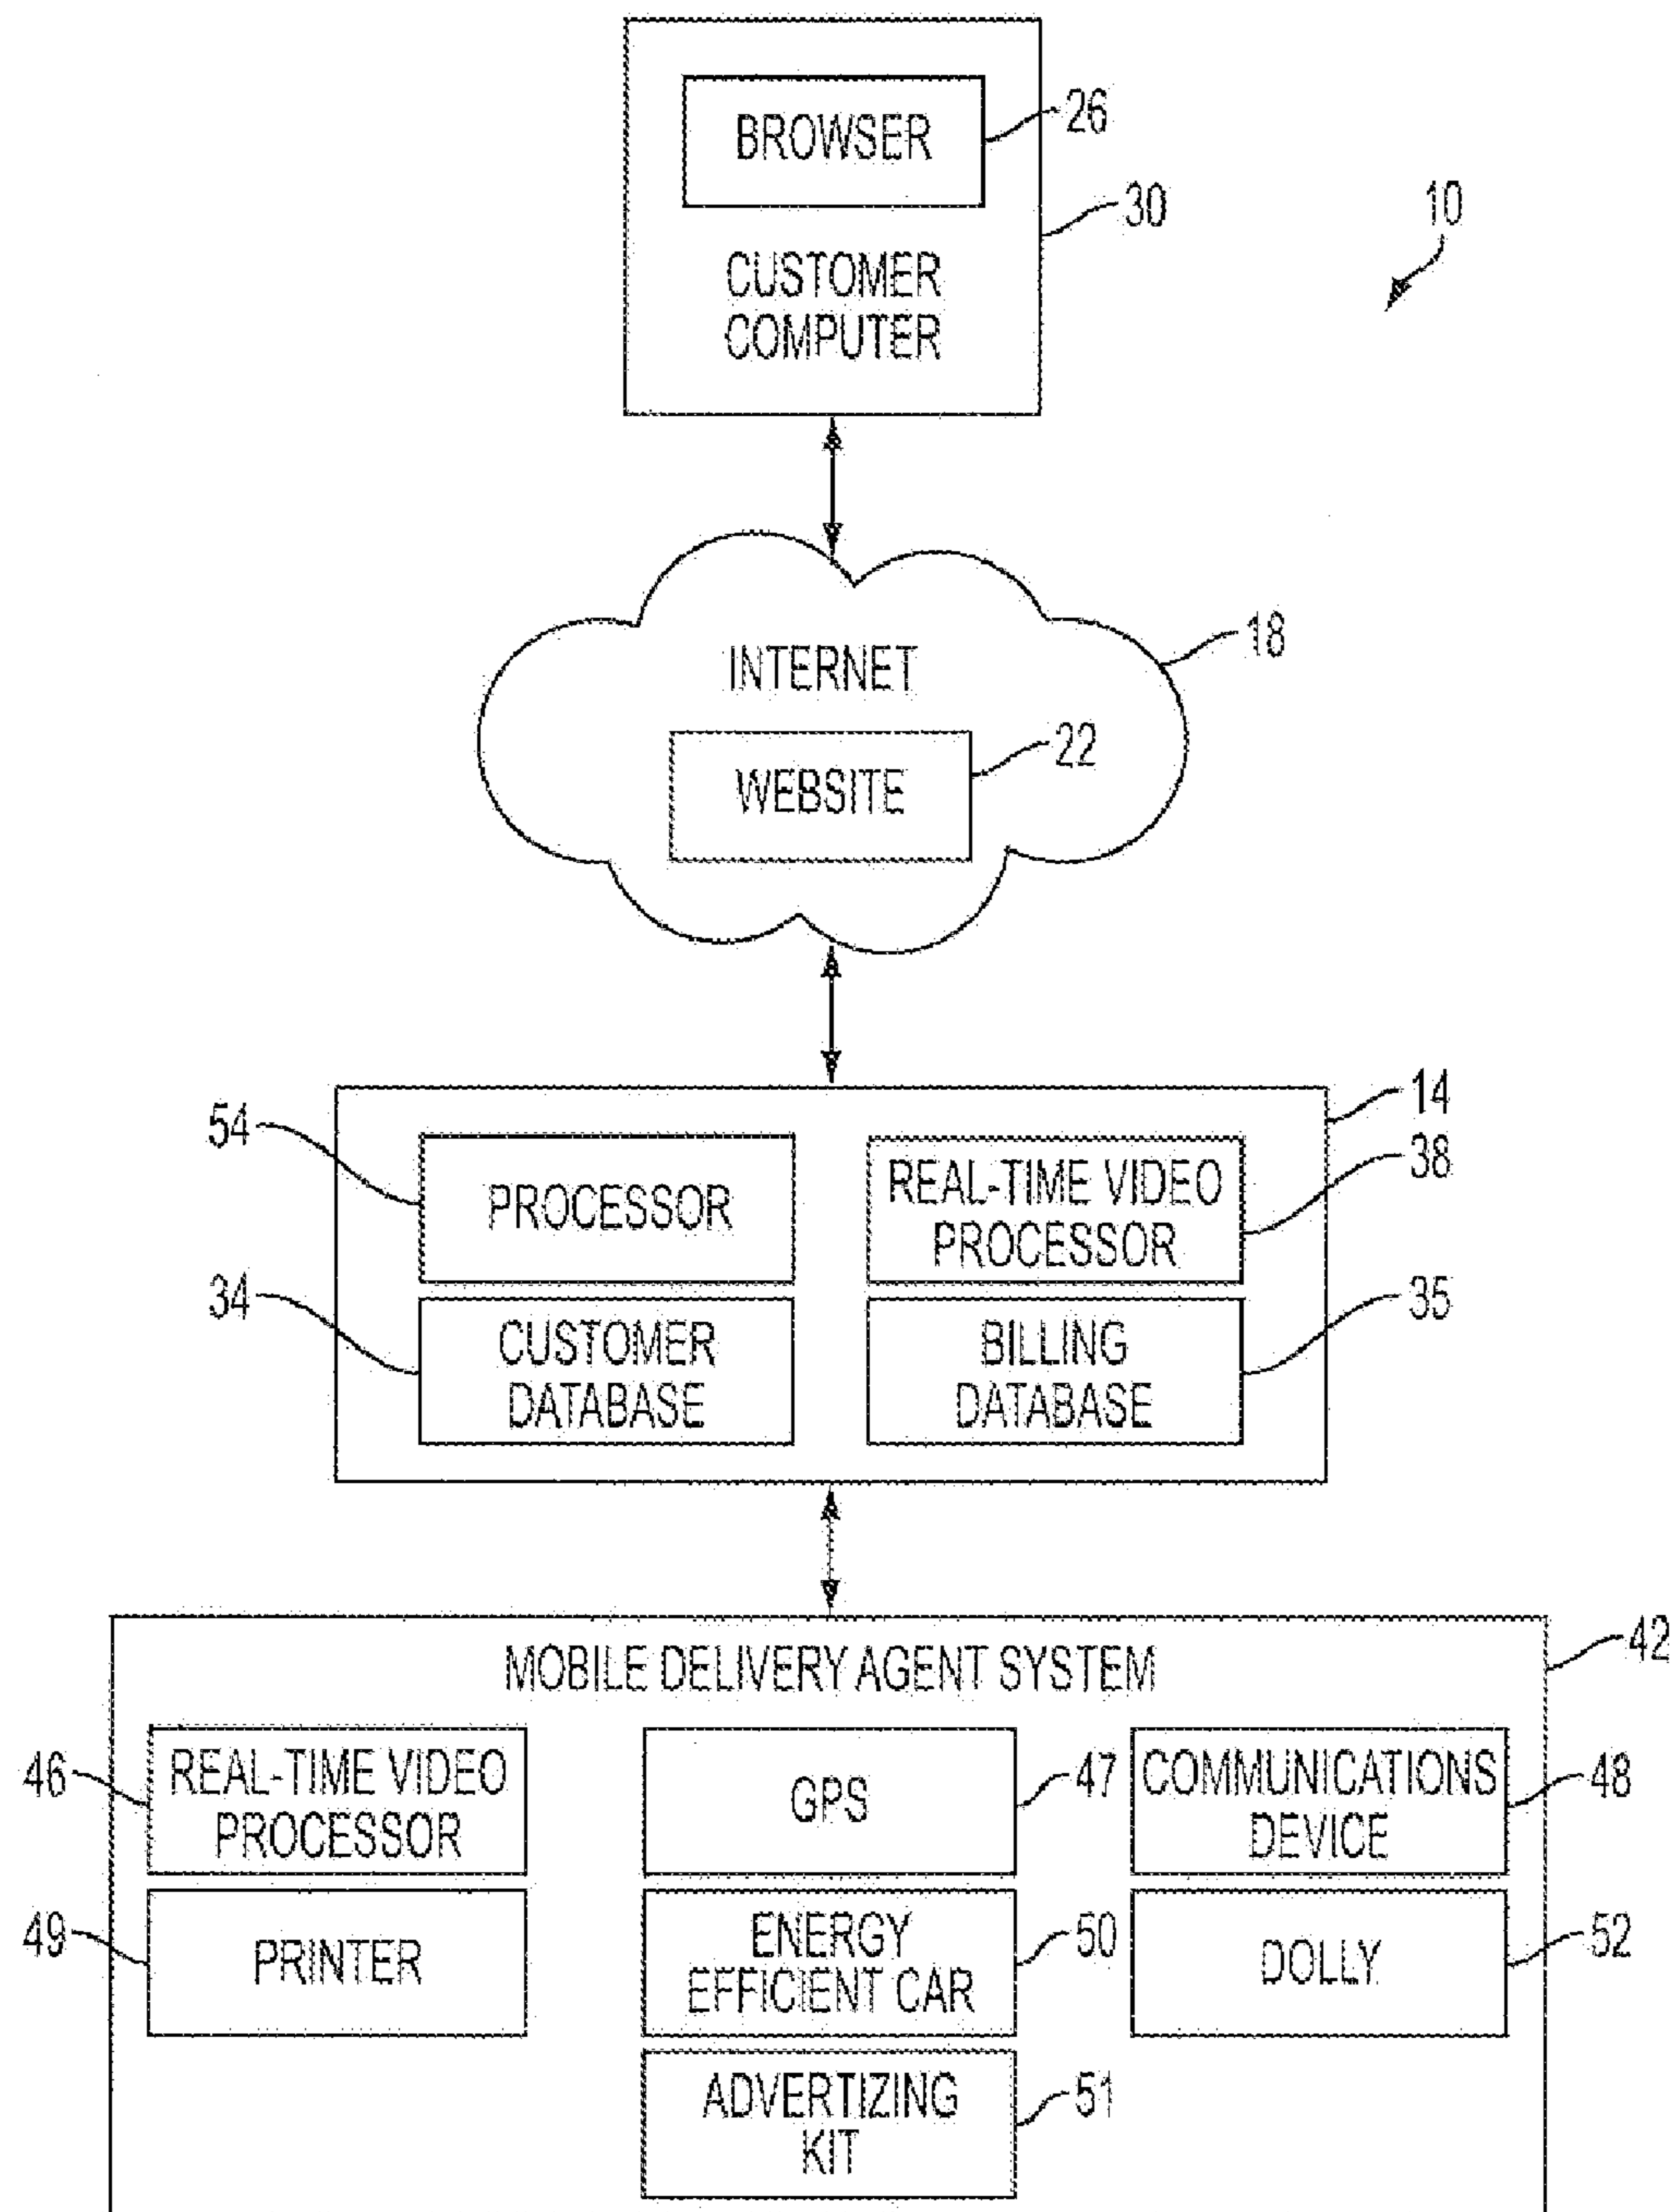 BROWSER
26
30
10
CUSTOMER
COMPUTER
INTERNET
18
WEBSITE
22
14
54
PROCESSOR
REAL-TIME VIDEO
PROCESSOR
38
34
CUSTOMER
DATABASE
BILLING
DATABASE
35
MOBILE DELIVERY AGENT SYSTEM
42
46
REAL-TIME VIDEO
PROCESSOR
GPS
47
COMMUNICATIONS
DEVICE
48
49
PRINTER
ENERGY
EFFICIENT CAR
50
DOLLY
52
ADVERTIZING
KIT
51